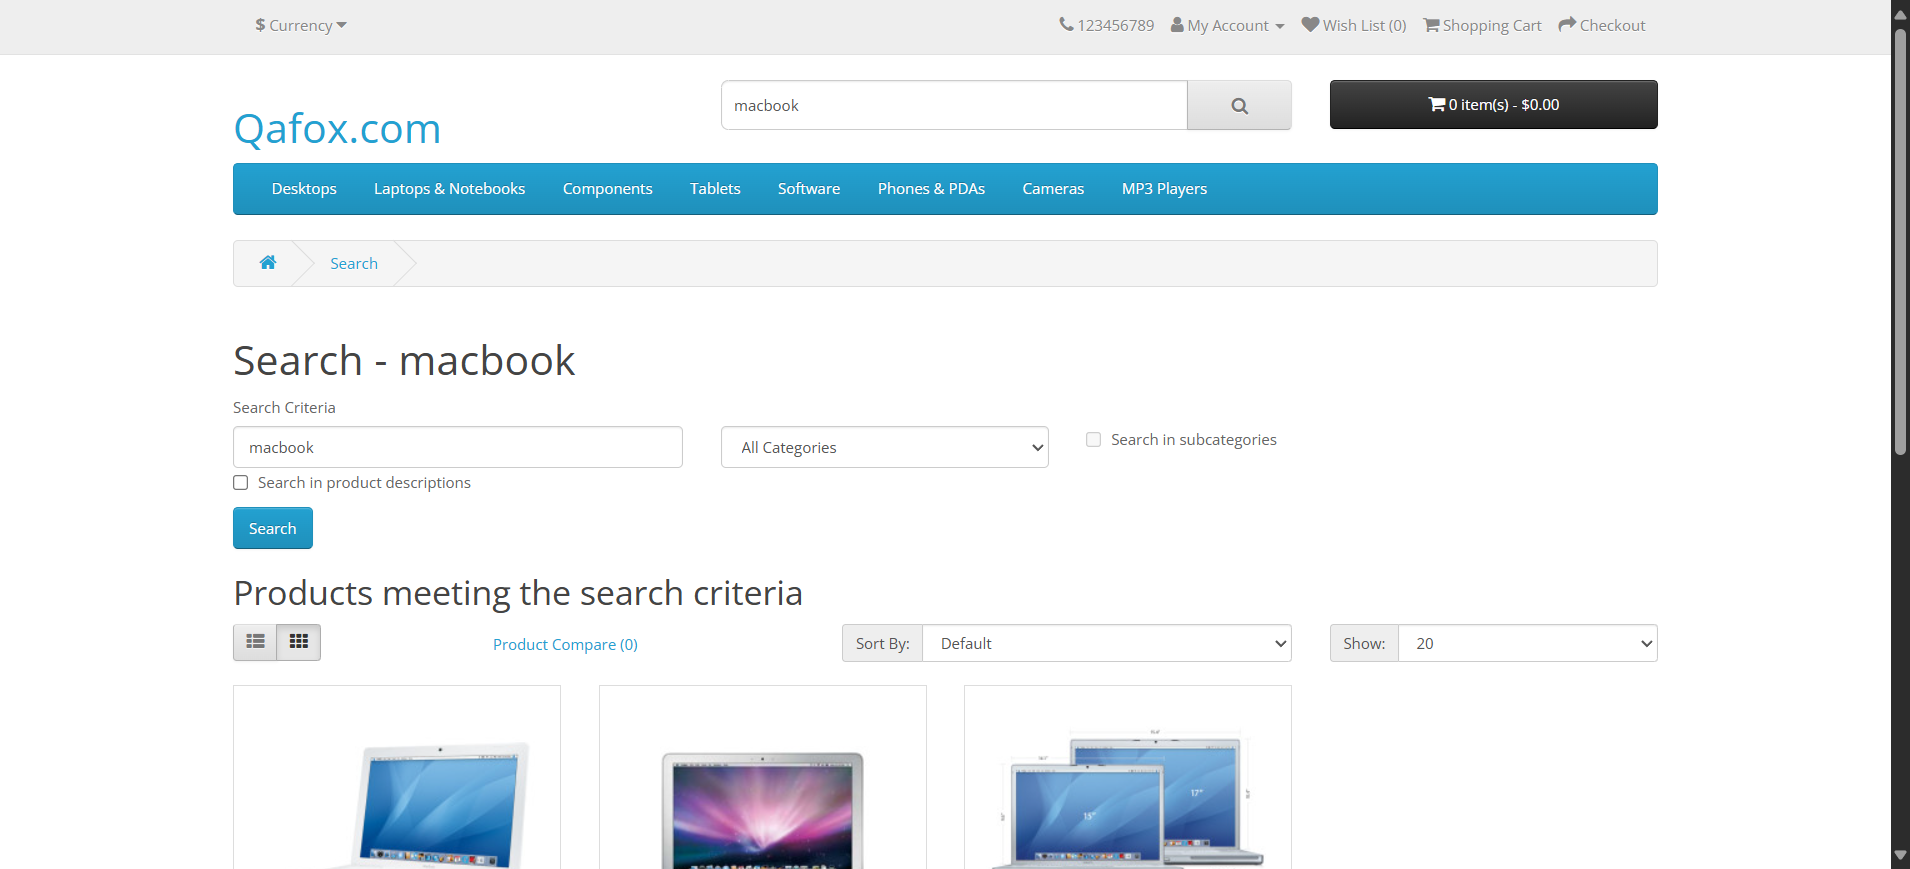 $ Currency
123456789 My Account Wish List (0) Shopping Cart Checkout
macbook
0 item(s) - $0.00
Qafox.com
Desktops Laptops & Notebooks Components Tablets Software Phones & PDAs Cameras MP3 Players
Search
Search - macbook
Search Criteria
macbook All Categories Search in subcategories
Search in product descriptions
Search
Products meeting the search criteria
Product Compare (0) Sort By: Default Show: 20
17"
15"